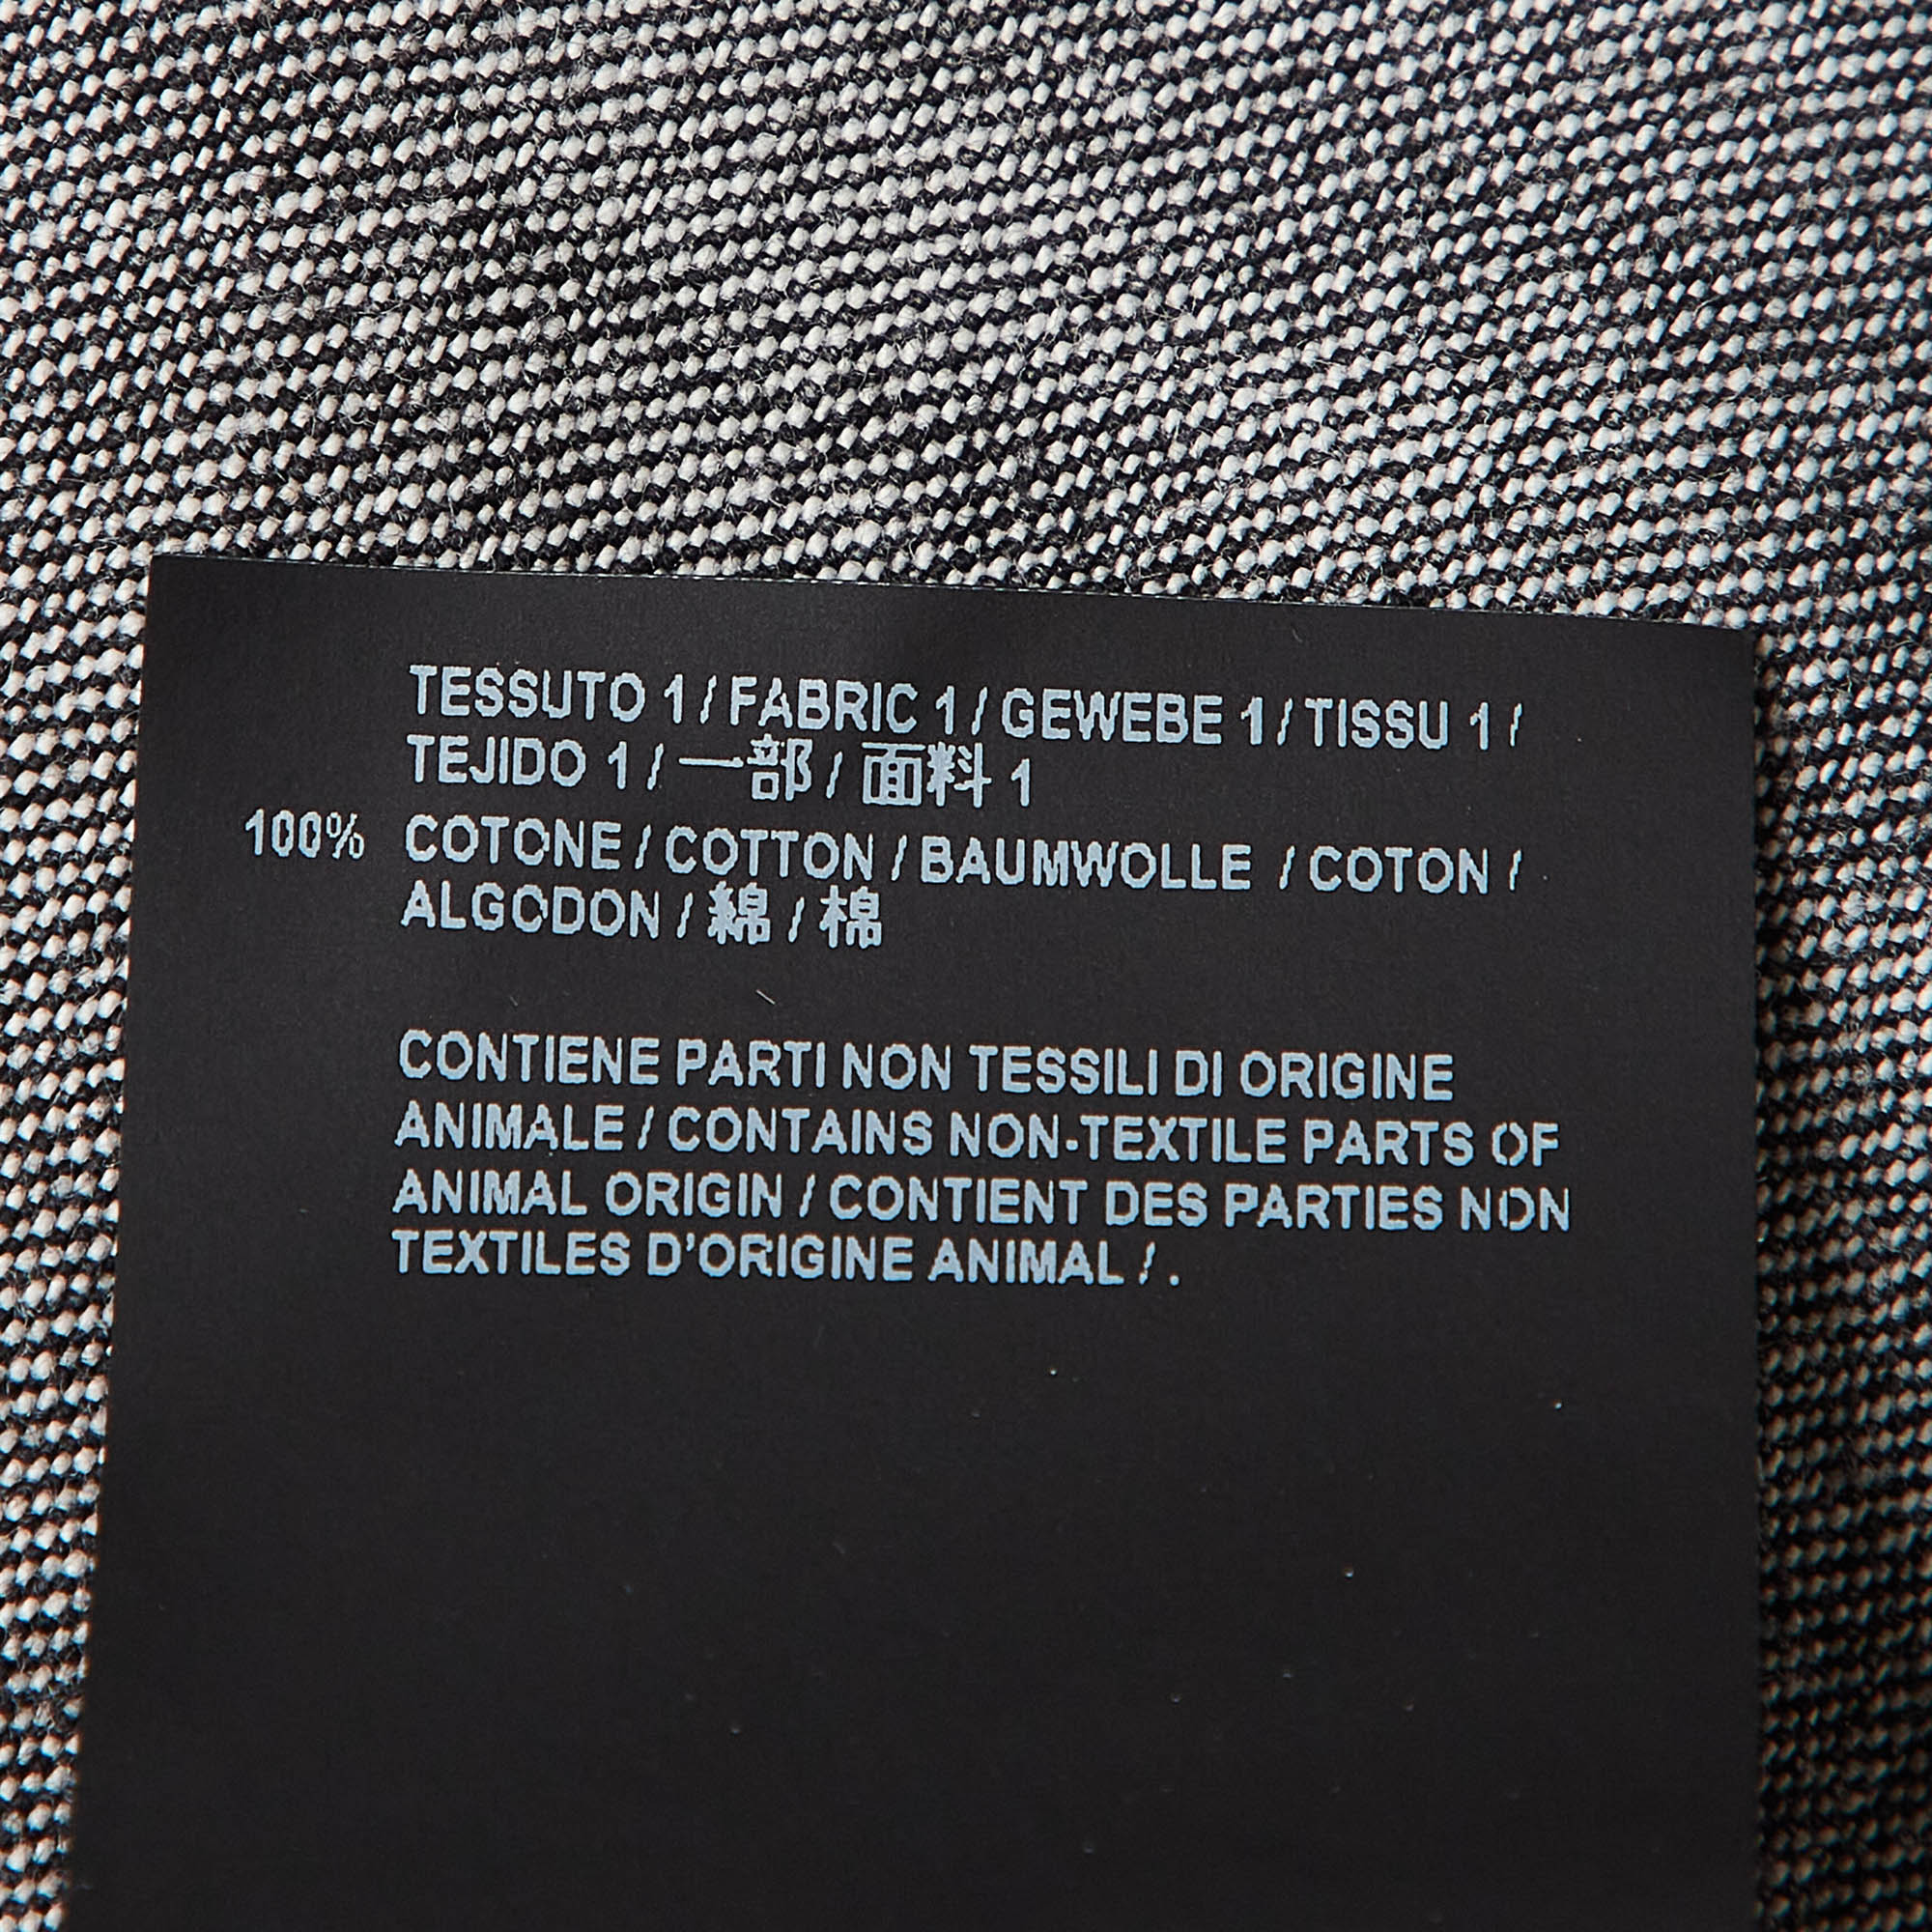 TESSUTO 1 / FABRIC 1 / GEWEBE 1 / TISSU 1 /
TEJIDO 1 / 一部 / 面料 1
100% COTONE / COTTON / BAUMWOLLE / COTON /
ALGODON / 綿 / 棉
CONTIENE PARTI NON TESSILI DI ORIGINE
ANIMALE / CONTAINS NON-TEXTILE PARTS OF
ANIMAL ORIGIN / CONTIENT DES PARTIES NON
TEXTILES D'ORIGINE ANIMAL / .